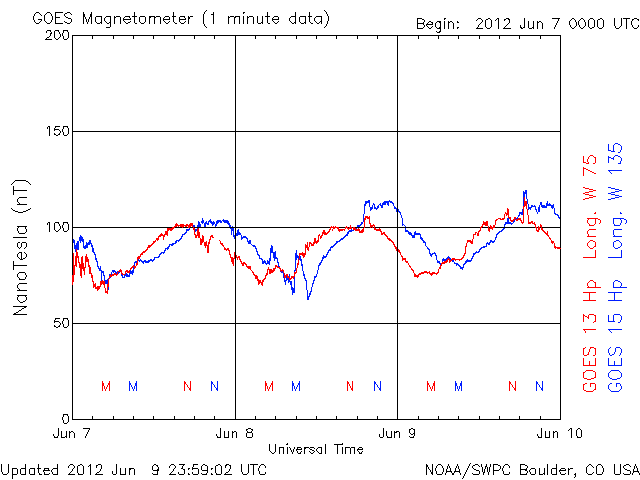 GOES Magnetometer (1 minute data)
Begin: 2012 Jun 7 0000 UTC
200
150
100
50
0
NanoTesla (nT)
M M N N M M N N M M N N
Jun 7 Jun 8 Jun 9 Jun 10
Universal Time
GOES 13 Hp Long. W 75
GOES 15 Hp Long. W 135
Updated 2012 Jun 9 23:59:02 UTC
NOAA/SWPC Boulder, CO USA